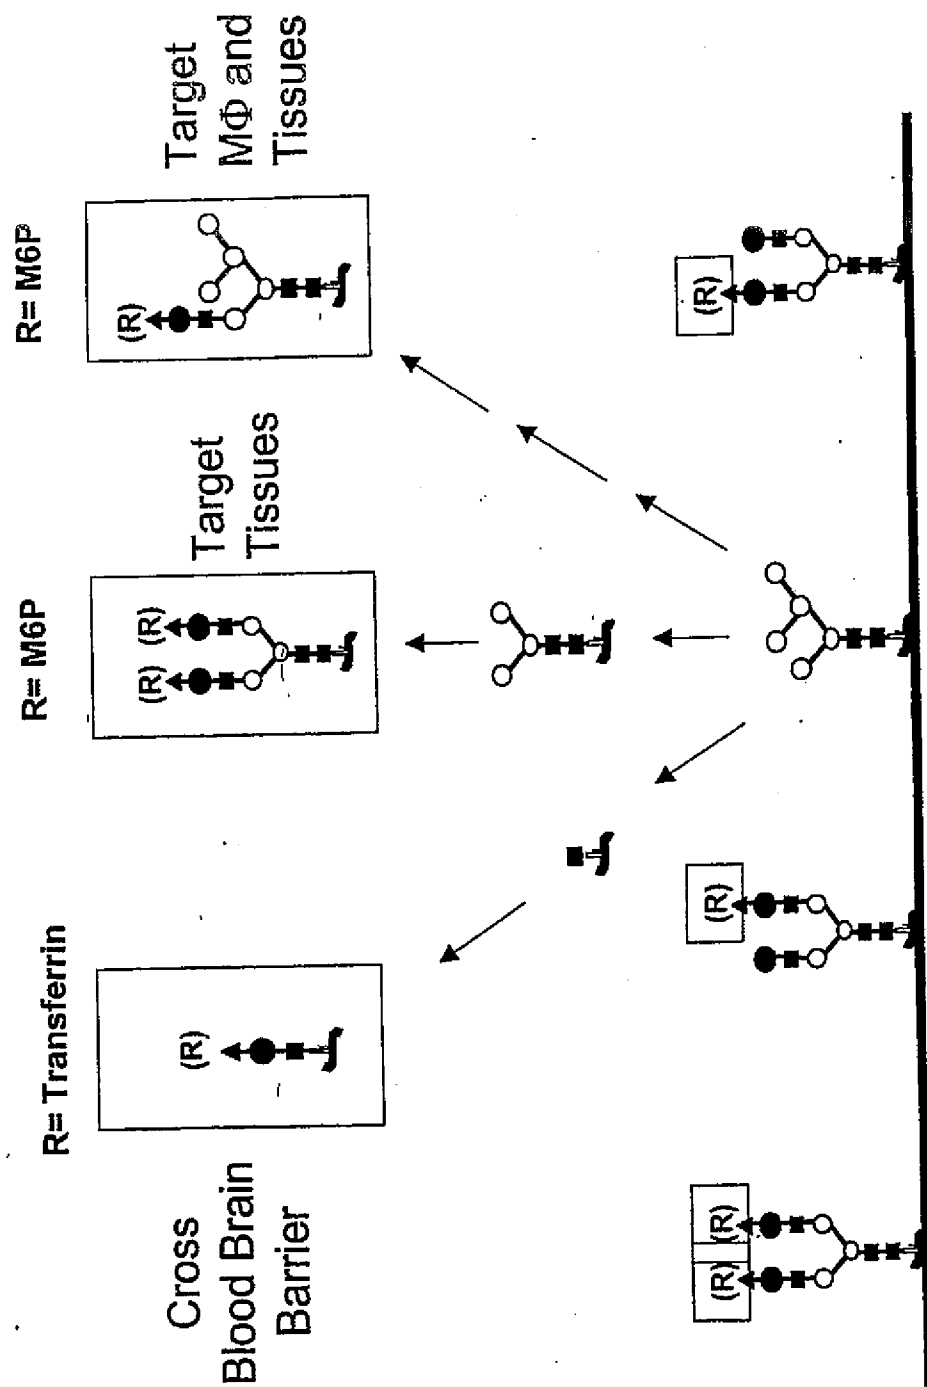 R= Transferrin
R= M6P
R= M6P
Cross
Blood Brain
Barrier
(R)
(R) (R)
Target
Tissues
(R)
Target
MΦ and
Tissues
(R) (R)
(R)
(R)